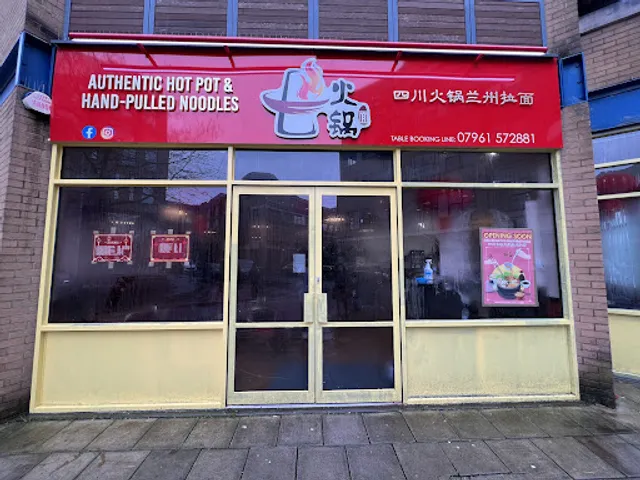 AUTHENTIC HOT POT &
HAND-PULLED NOODLES
火锅
四川火锅兰州拉面
TABLE BOOKING LINE: 07961 572881
OPENING SOON